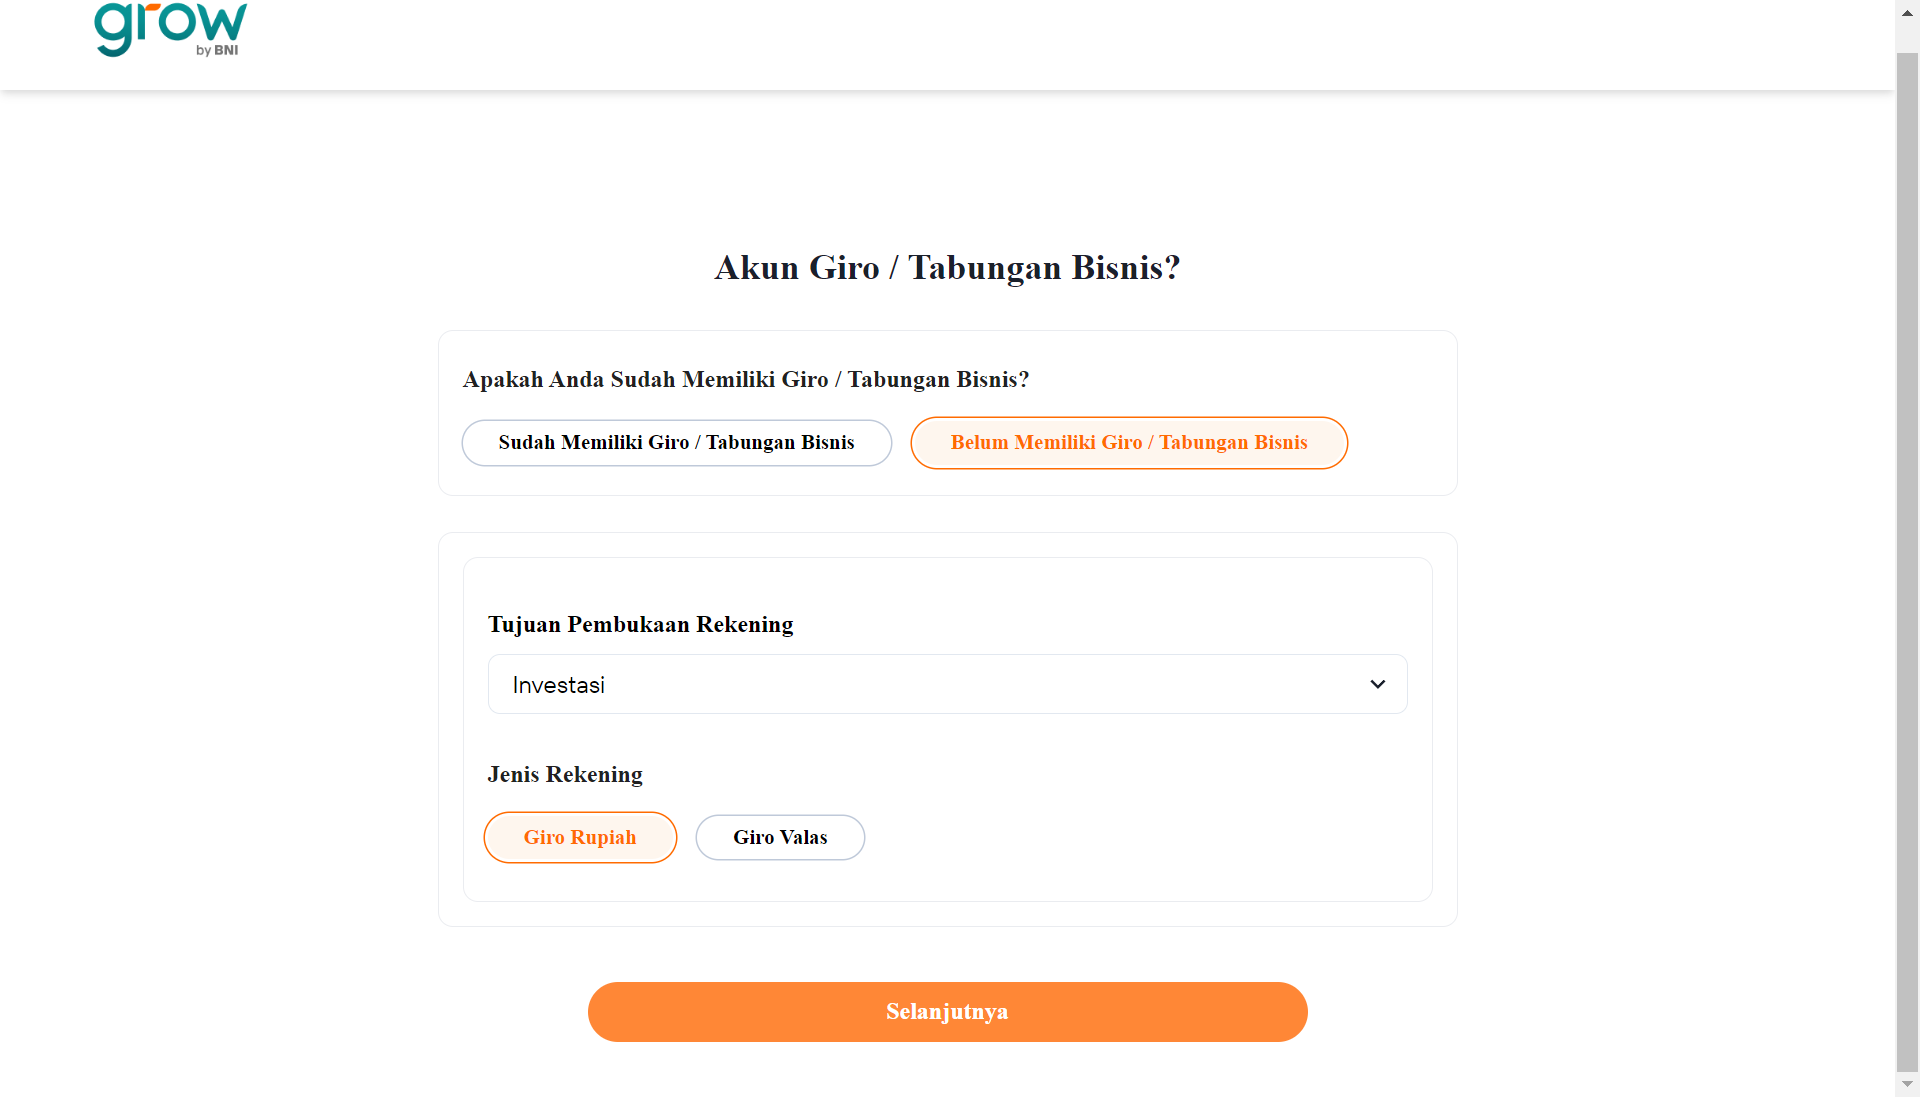 grow
by BNI
Akun Giro / Tabungan Bisnis?
Apakah Anda Sudah Memiliki Giro / Tabungan Bisnis?
Sudah Memiliki Giro / Tabungan Bisnis
Belum Memiliki Giro / Tabungan Bisnis
Tujuan Pembukaan Rekening
Investasi
Jenis Rekening
Giro Rupiah
Giro Valas
Selanjutnya